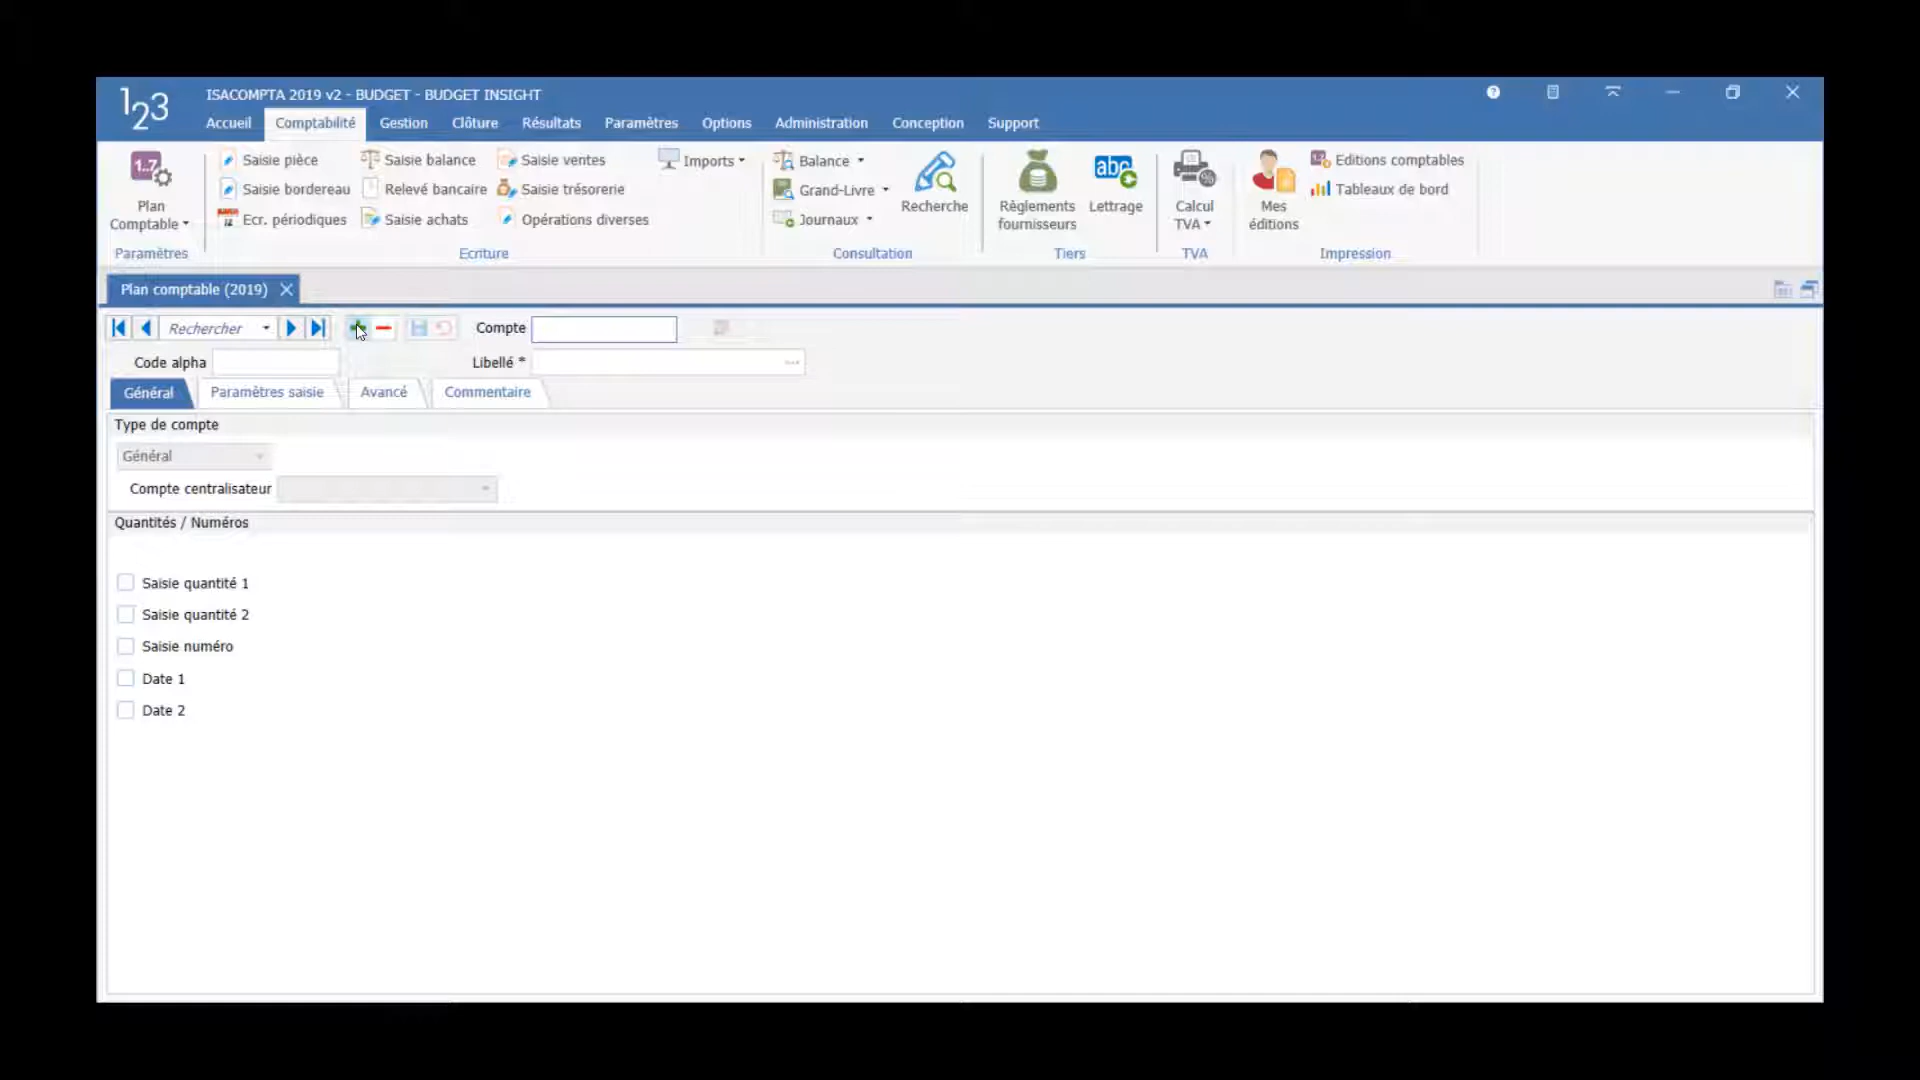 123
ISACOMPTA 2019 v2 - BUDGET - BUDGET INSIGHT
Accueil Comptabilité Gestion Clôture Résultats Paramètres Options Administration Conception Support
1..7 Plan Comptable
Saisie pièce Saisie balance Saisie ventes Imports
Saisie bordereau Relevé bancaire Saisie trésorerie
Ecr. périodiques Saisie achats Opérations diverses
Balance
Grand-Livre
Journaux
Recherche
Règlements fournisseurs
abc Lettrage
Calcul TVA
Mes éditions
Editions comptables
Tableaux de bord
Paramètres Ecriture Consultation Tiers TVA Impression
Plan comptable (2019)
Rechercher Compte
Code alpha Libellé * ...
Général Paramètres saisie Avancé Commentaire
Type de compte
Général
Compte centralisateur
Quantités / Numéros
Saisie quantité 1
Saisie quantité 2
Saisie numéro
Date 1
Date 2